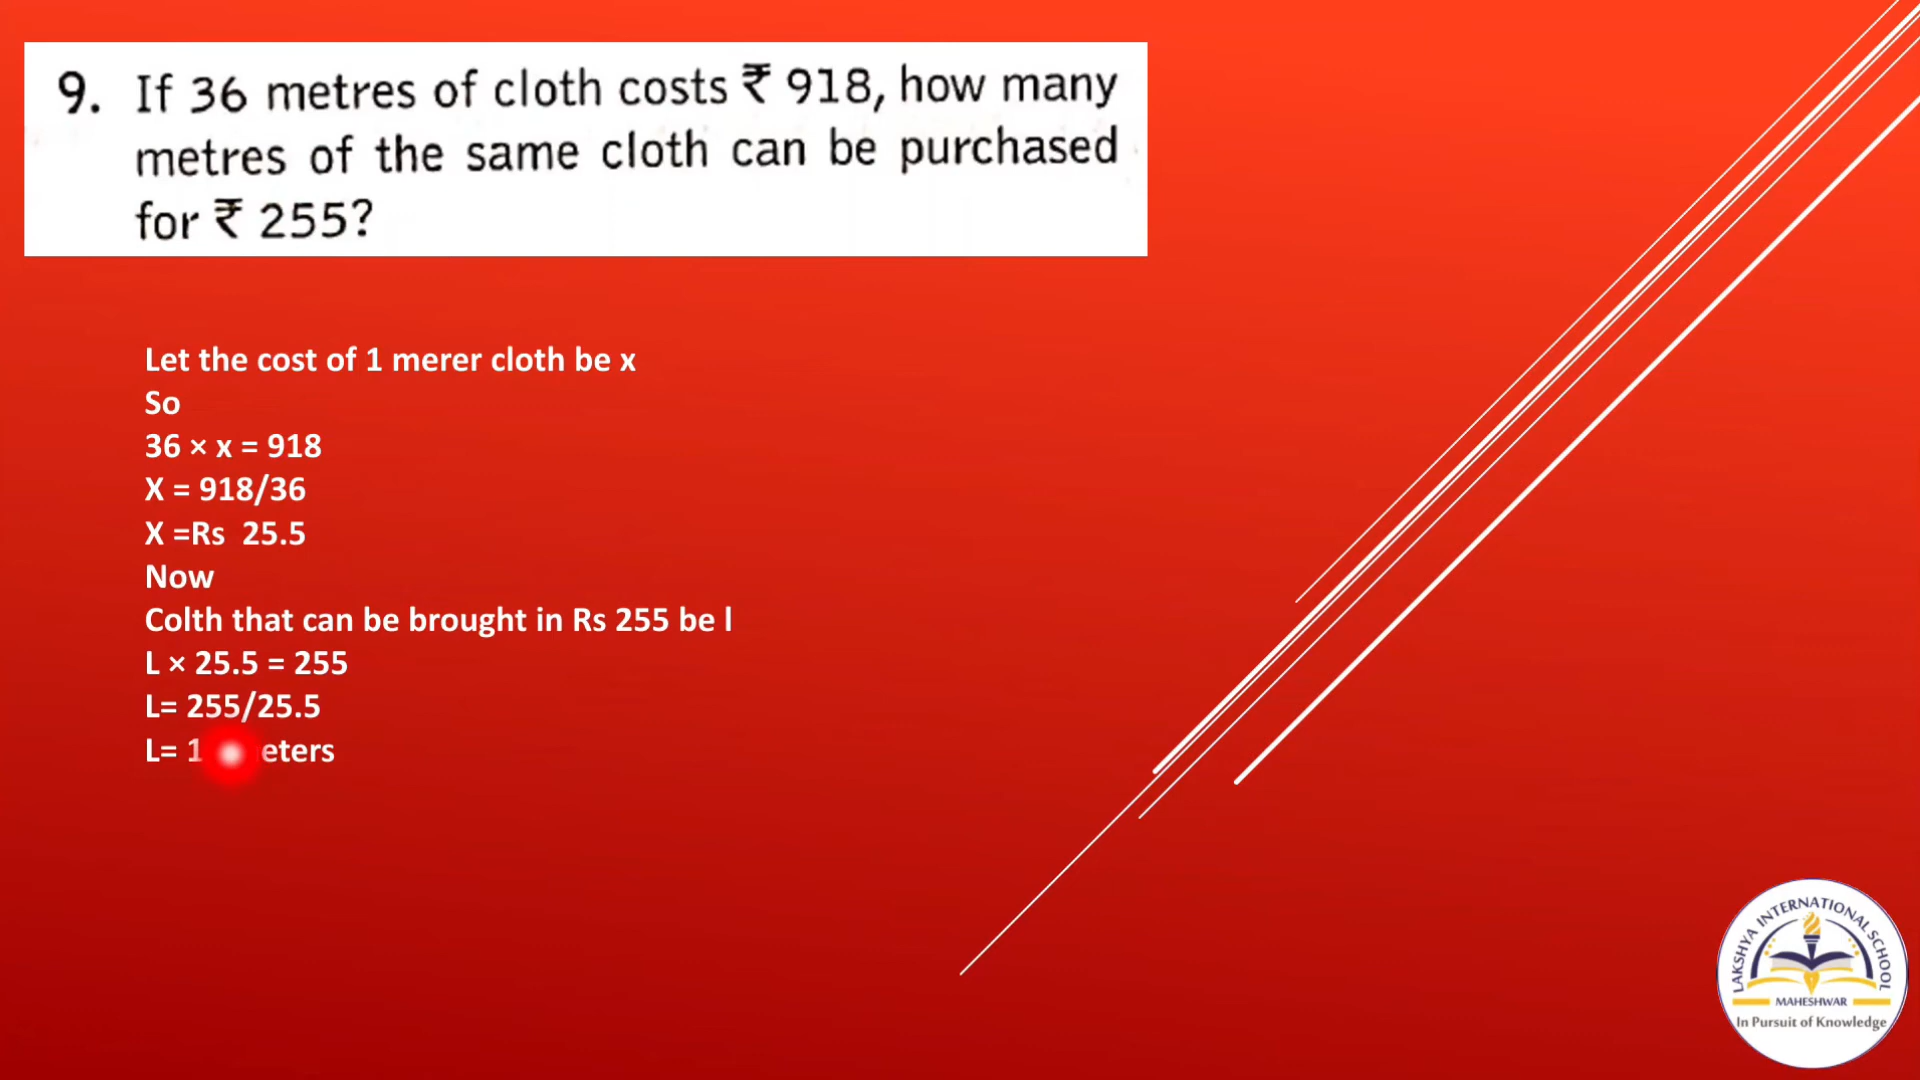 9. If 36 metres of cloth costs ₹ 918, how many
metres of the same cloth can be purchased
for ₹ 255?
Let the cost of 1 merer cloth be x
So
36 × x = 918
X = 918/36
X =Rs 25.5
Now
Colth that can be brought in Rs 255 be l
L × 25.5 = 255
L= 255/25.5
L=
LAKSHYA INTERNATIONAL SCHOOL
MAHESHWAR
In Pursuit of Knowledge